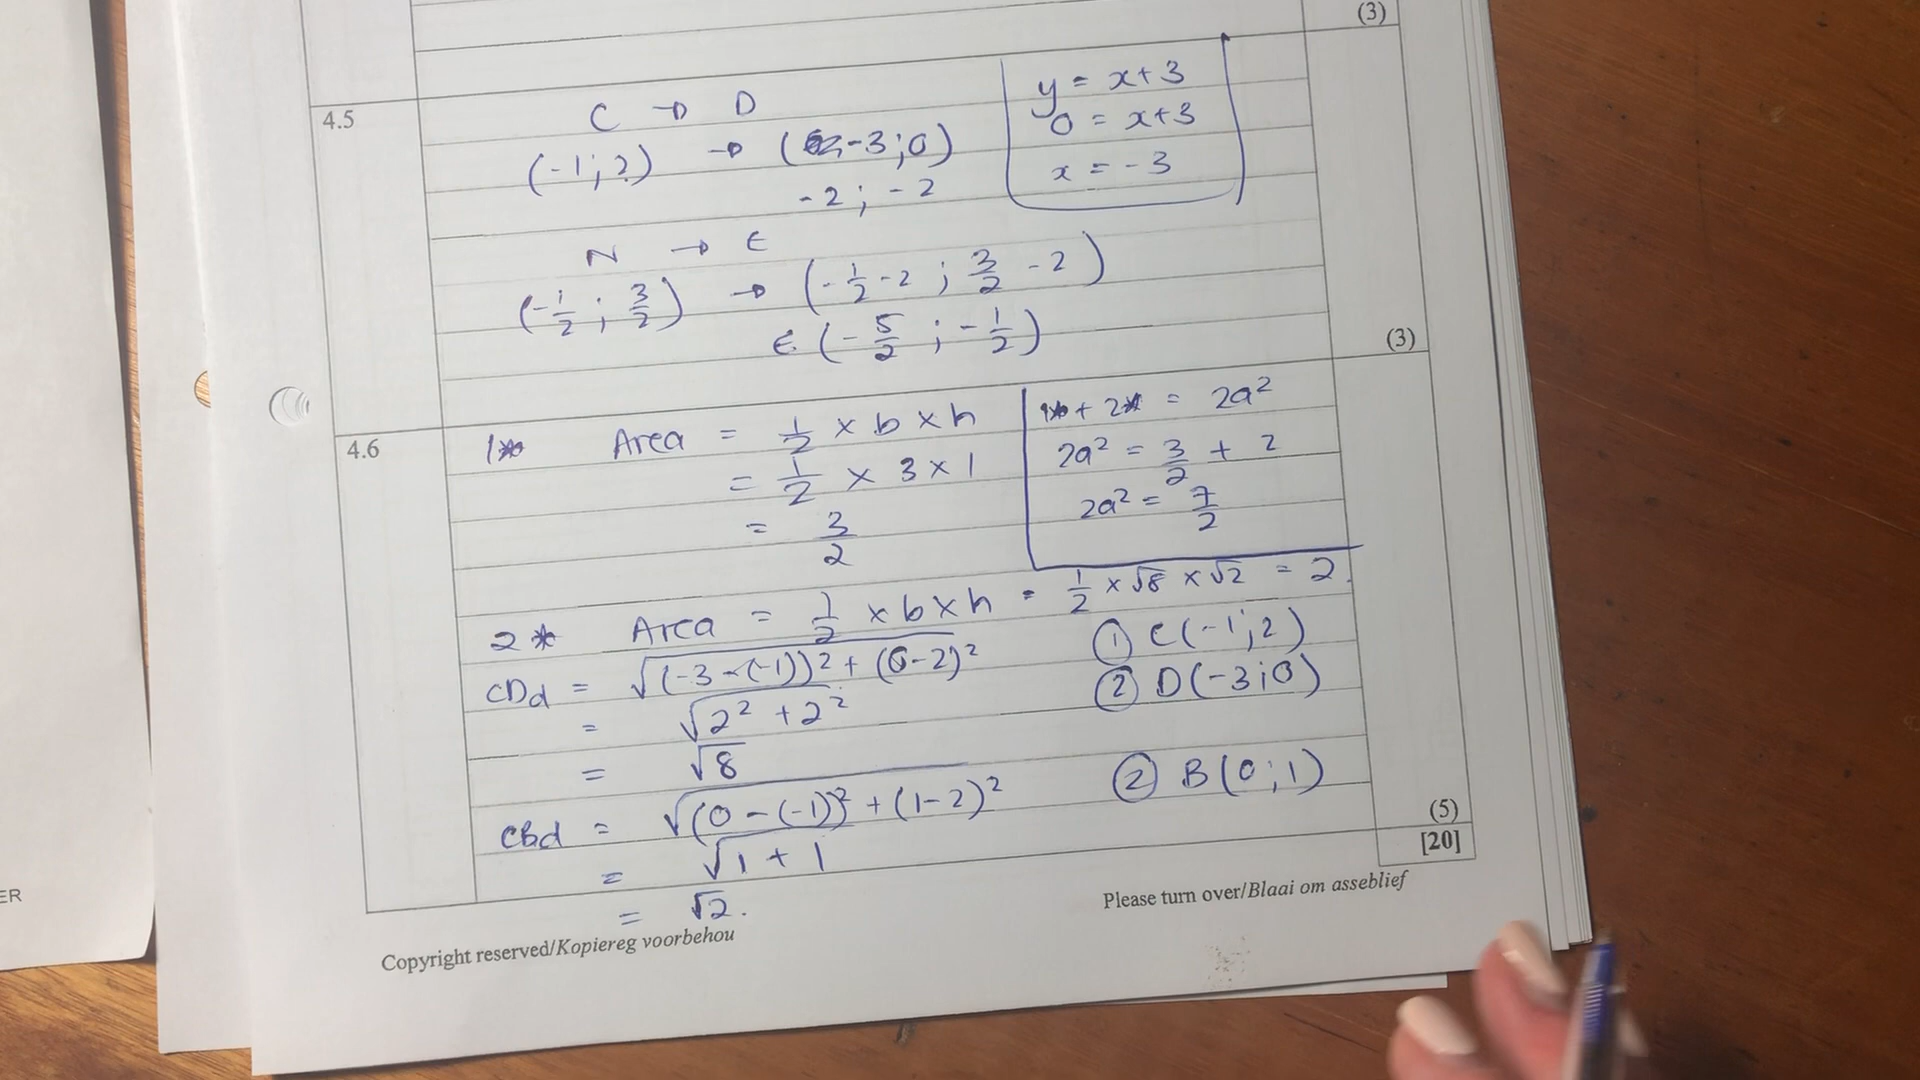 (3)
4.5
C → D
(-1;2) → (-3;0)
-2 ; -2
y = x+3
0 = x+3
x = -3
N → E
(-1/2 ; 3/2) → (-1/2 -2 ; 3/2 -2)
E (-5/2 ; -1/2)
(3)
4.6
1* Area = 1/2 × b × h
= 1/2 × 3 × 1
= 3/2
1* + 2* = 2a²
2a² = 3/2 + 2
2a² = 7/2
2* Area = 1/2 × b × h = 1/2 × √8 × √2 = 2.
CDd = √(-3-(-1))² + (0-2)²
= √2² + 2²
= √8
① C(-1;2)
② D(-3;0)
CBd = √(0-(-1))² + (1-2)²
= √1 + 1
= √2.
② B(0;1)
(5)
[20]
Please turn over/Blaai om asseblief
Copyright reserved/Kopiereg voorbehou
ER